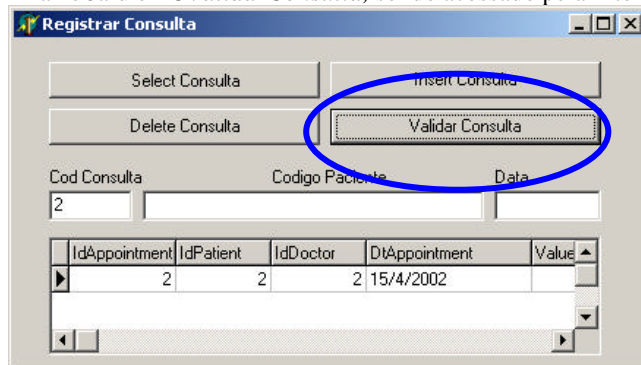 Registrar Consulta
Select Consulta Insert Consulta
Delete Consulta Validar Consulta
Cod Consulta Codigo Paciente Data
2
IdAppointment IdPatient IdDoctor DtAppointment Value
2 2 2 15/4/2002